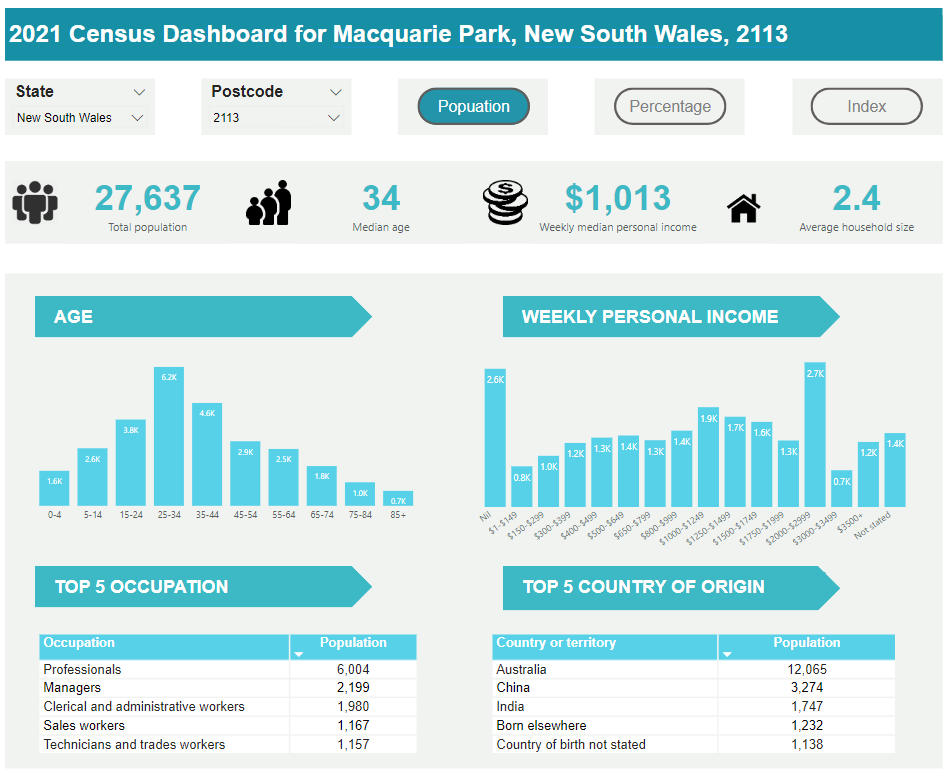 2021 Census Dashboard for Macquarie Park, New South Wales, 2113
State
Postcode
New South Wales
2113
Popuation
Percentage
Index
27,637
Total population
34
Median age
$1,013
Weekly median personal income
2.4
Average household size
AGE
6.2K
4.6K
3.8K
2.9K
2.6K
2.5K
1.8K
1.6K
1.0K
0.7K
0-4
5-14
15-24
25-34
35-44
45-54
55-64
65-74
75-84
85+
WEEKLY PERSONAL INCOME
2.6K
0.8K
1.0K
1.2K
1.3K
1.4K
1.3K
1.4K
1.9K
1.7K
1.6K
1.3K
2.7K
0.7K
1.2K
1.4K
Nil
$1-$149
$150-$299
$300-$399
$400-$499
$500-$649
$650-$799
$800-$999
$1000-$1249
$1250-$1499
$1500-$1749
$1750-$1999
$2000-$2999
$3000-$3499
$3500+
Not stated
TOP 5 OCCUPATION
Occupation Population
Professionals 6,004
Managers 2,199
Clerical and administrative workers 1,980
Sales workers 1,167
Technicians and trades workers 1,157
TOP 5 COUNTRY OF ORIGIN
Country or territory Population
Australia 12,065
China 3,274
India 1,747
Born elsewhere 1,232
Country of birth not stated 1,138